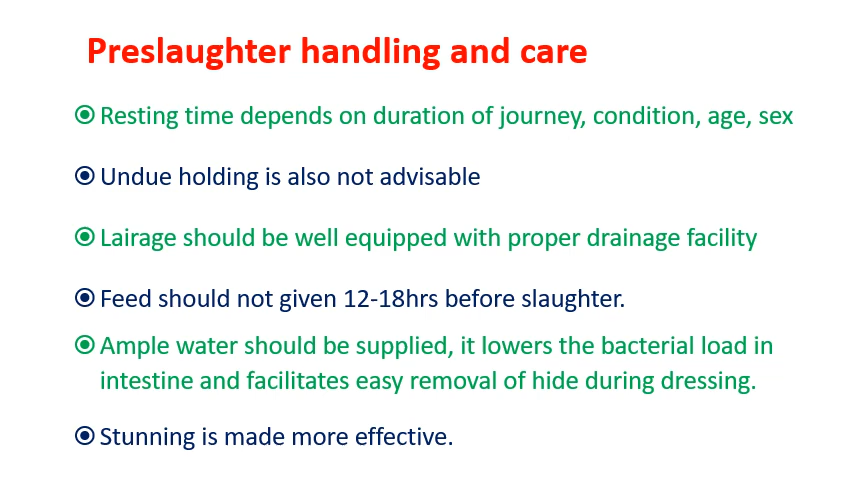 Preslaughter handling and care
Resting time depends on duration of journey, condition, age, sex
Undue holding is also not advisable
Lairage should be well equipped with proper drainage facility
Feed should not given 12-18hrs before slaughter.
Ample water should be supplied, it lowers the bacterial load in
intestine and facilitates easy removal of hide during dressing.
Stunning is made more effective.